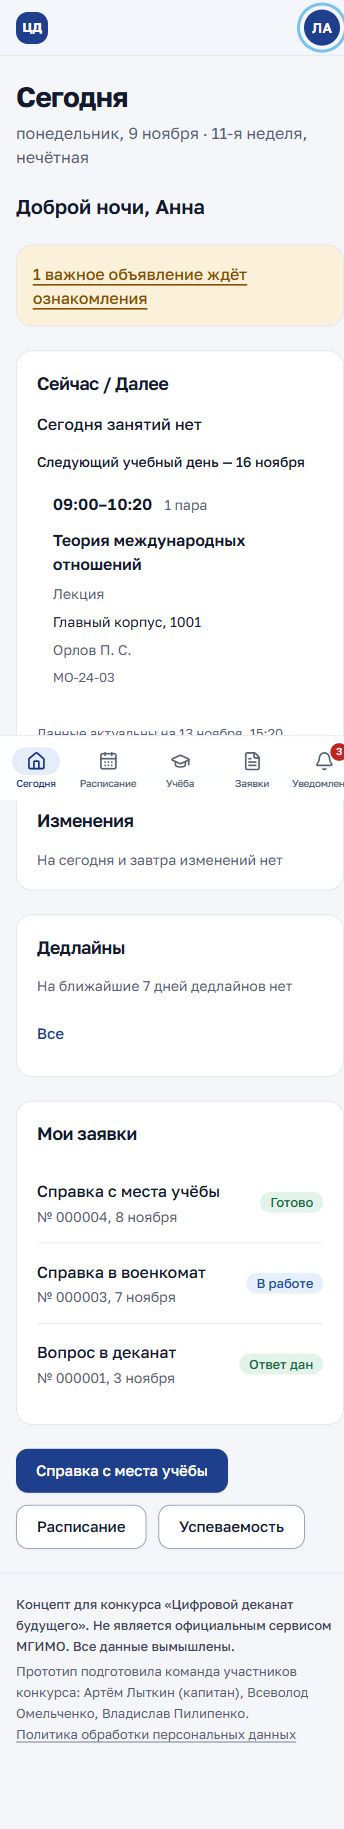 ЦД
ЛА
Сегодня
понедельник, 9 ноября · 11-я неделя,
нечётная
Доброй ночи, Анна
1 важное объявление ждёт
ознакомления
Сейчас / Далее
Сегодня занятий нет
Следующий учебный день — 16 ноября
09:00–10:20 1 пара
Теория международных
отношений
Лекция
Главный корпус, 1001
Орлов П. С.
МО-24-03
Данные актуальны на 13 ноября, 15:20
3
Сегодня Расписание Учёба Заявки Уведомлен
Изменения
На сегодня и завтра изменений нет
Дедлайны
На ближайшие 7 дней дедлайнов нет
Все
Мои заявки
Справка с места учёбы
№ 000004, 8 ноября
Готово
Справка в военкомат
№ 000003, 7 ноября
В работе
Вопрос в деканат
№ 000001, 3 ноября
Ответ дан
Справка с места учёбы
Расписание Успеваемость
Концепт для конкурса «Цифровой деканат
будущего». Не является официальным сервисом
МГИМО. Все данные вымышлены.
Прототип подготовила команда участников
конкурса: Артём Лыткин (капитан), Всеволод
Омельченко, Владислав Пилипенко.
Политика обработки персональных данных